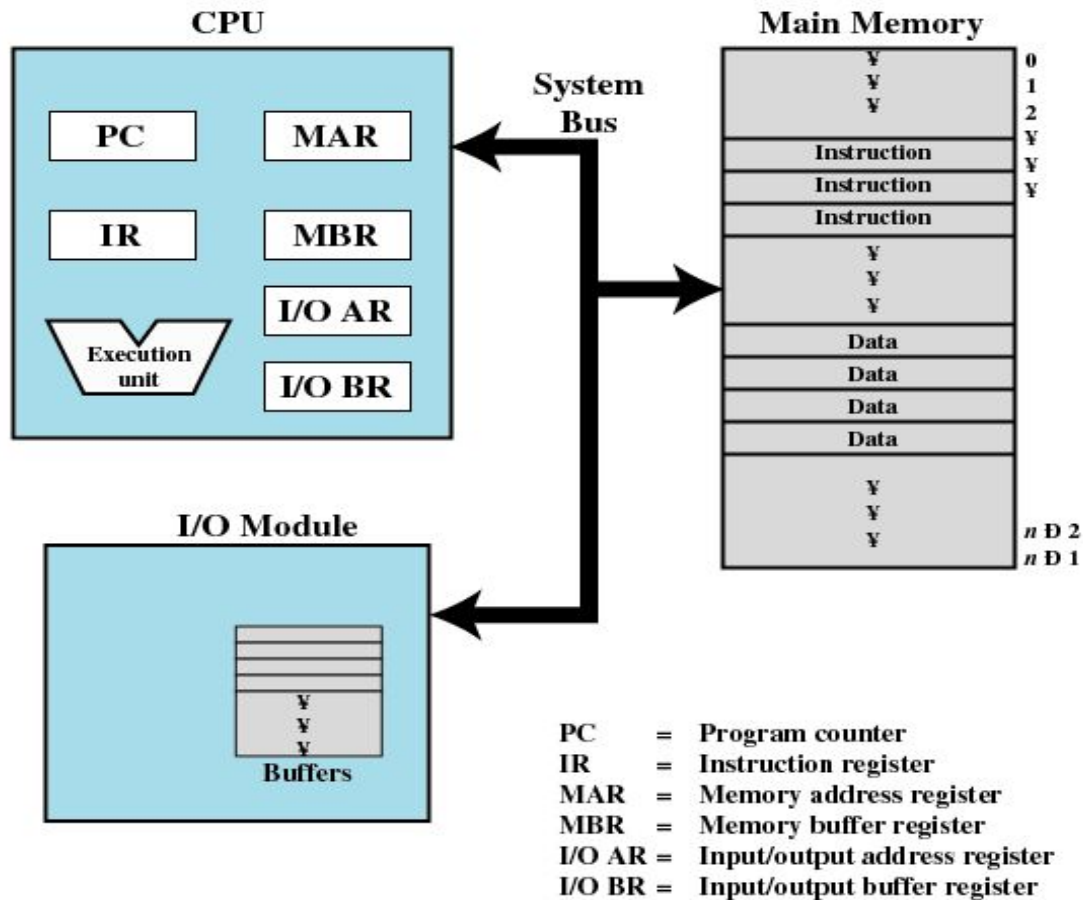 CPU
PC
MAR
IR
MBR
I/O AR
I/O BR
Execution
unit
System
Bus
Main Memory
¥
¥
¥
Instruction
Instruction
Instruction
¥
¥
¥
Data
Data
Data
Data
¥
¥
¥
0
1
2
¥
¥
¥
n Ð 2
n Ð 1
I/O Module
¥
¥
¥
Buffers
PC = Program counter
IR = Instruction register
MAR = Memory address register
MBR = Memory buffer register
I/O AR = Input/output address register
I/O BR = Input/output buffer register